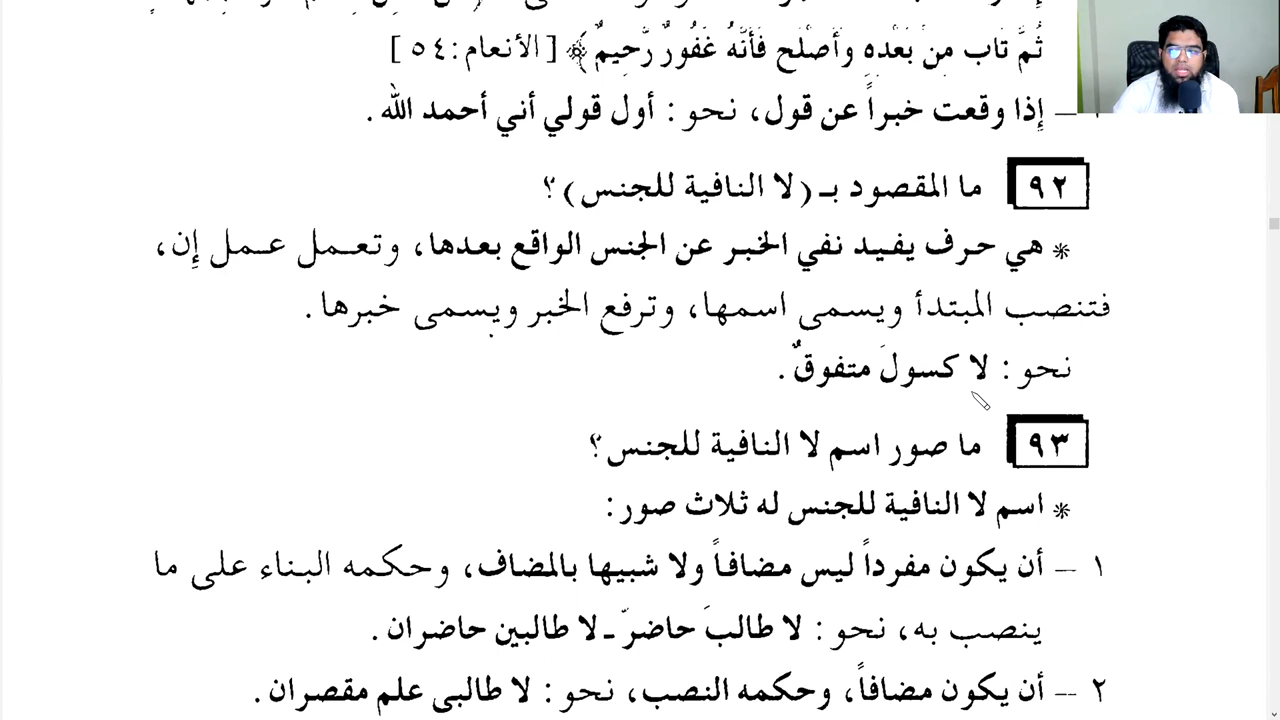 ثُمَّ تَاب مِنْ بَعْدِهِ وأَصْلَح فَأَنَّهُ غَفُورٌ رَّحِيمٌ﴾ [الأنعام: ٥٤]
– إِذا وقعت خبراً عن قول، نحو: أول قولي أني أحمد الله.
٩٢ ما المقصود بـ (لا النافية للجنس)؟
* هي حرف يفيد نفي الخبر عن الجنس الواقع بعدها، وتعمل عمل إِن،
فتنصب المبتدأ ويسمى اسمها، وترفع الخبر ويسمى خبرها.
نحو: لا كسولَ متفوقٌ.
٩٣ ما صور اسم لا النافية للجنس؟
* اسم لا النافية للجنس له ثلاث صور:
١ – أن يكون مفرداً ليس مضافاً ولا شبيها بالمضاف، وحكمه البناء على ما
ينصب به، نحو: لا طالبَ حاضرّ ـ لا طالبين حاضران.
٢ – أن يكون مضافاً، وحكمه النصب، نحو: لا طالبى علم مقصران.